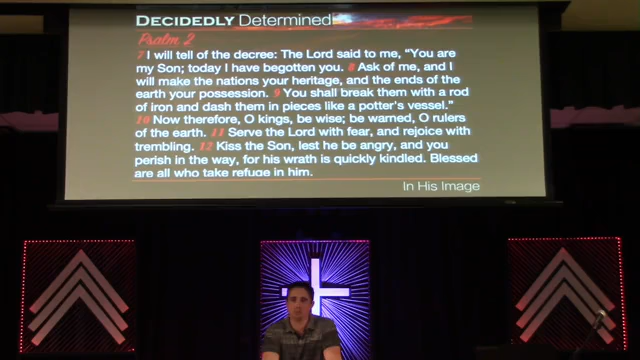 DECIDEDLY Determined
Psalm 2
7 I will tell of the decree: The Lord said to me, “You are
my Son; today I have begotten you. 8 Ask of me, and I
will make the nations your heritage, and the ends of the
earth your possession. 9 You shall break them with a rod
of iron and dash them in pieces like a potter's vessel.”
10 Now therefore, O kings, be wise; be warned, O rulers
of the earth. 11 Serve the Lord with fear, and rejoice with
trembling. 12 Kiss the Son, lest he be angry, and you
perish in the way, for his wrath is quickly kindled. Blessed
are all who take refuge in him.
In His Image